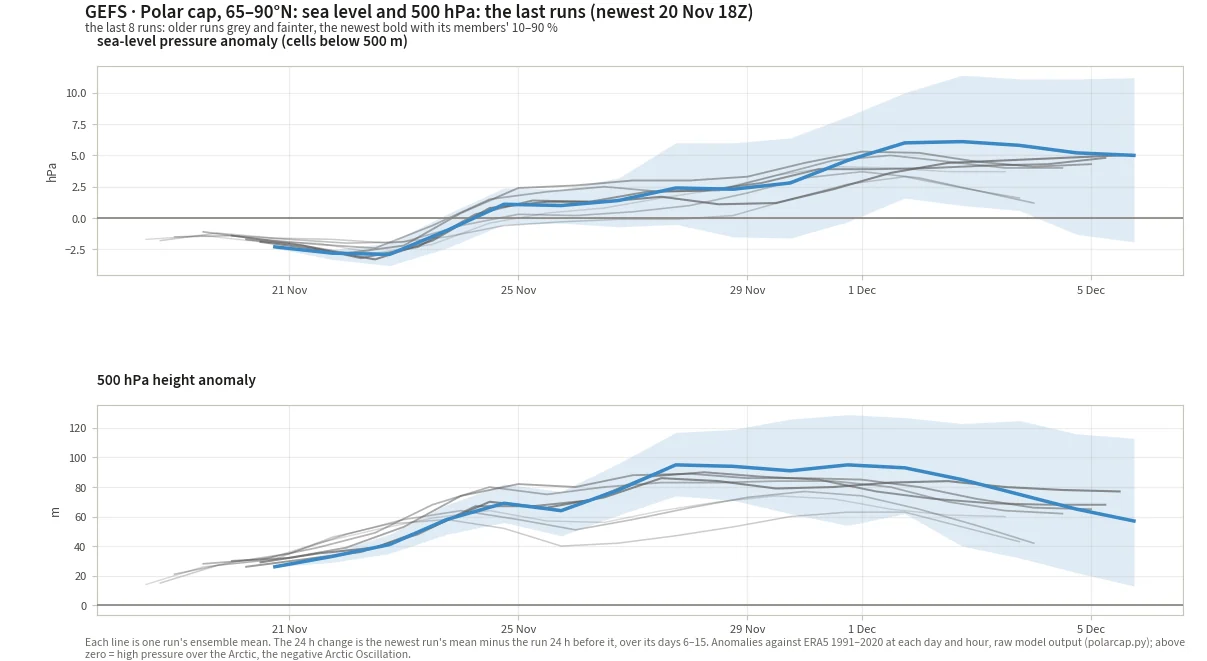 GEFS · Polar cap, 65–90°N: sea level and 500 hPa: the last runs (newest 20 Nov 18Z)
the last 8 runs: older runs grey and fainter, the newest bold with its members' 10–90 %
sea-level pressure anomaly (cells below 500 m)
10.0
7.5
5.0
2.5
0.0
−2.5
hPa
21 Nov
25 Nov
29 Nov
1 Dec
5 Dec
500 hPa height anomaly
120
100
80
60
40
20
0
m
21 Nov
25 Nov
29 Nov
1 Dec
5 Dec
Each line is one run's ensemble mean. The 24 h change is the newest run's mean minus the run 24 h before it, over its days 6–15. Anomalies against ERA5 1991–2020 at each day and hour, raw model output (polarcap.py); above
zero = high pressure over the Arctic, the negative Arctic Oscillation.